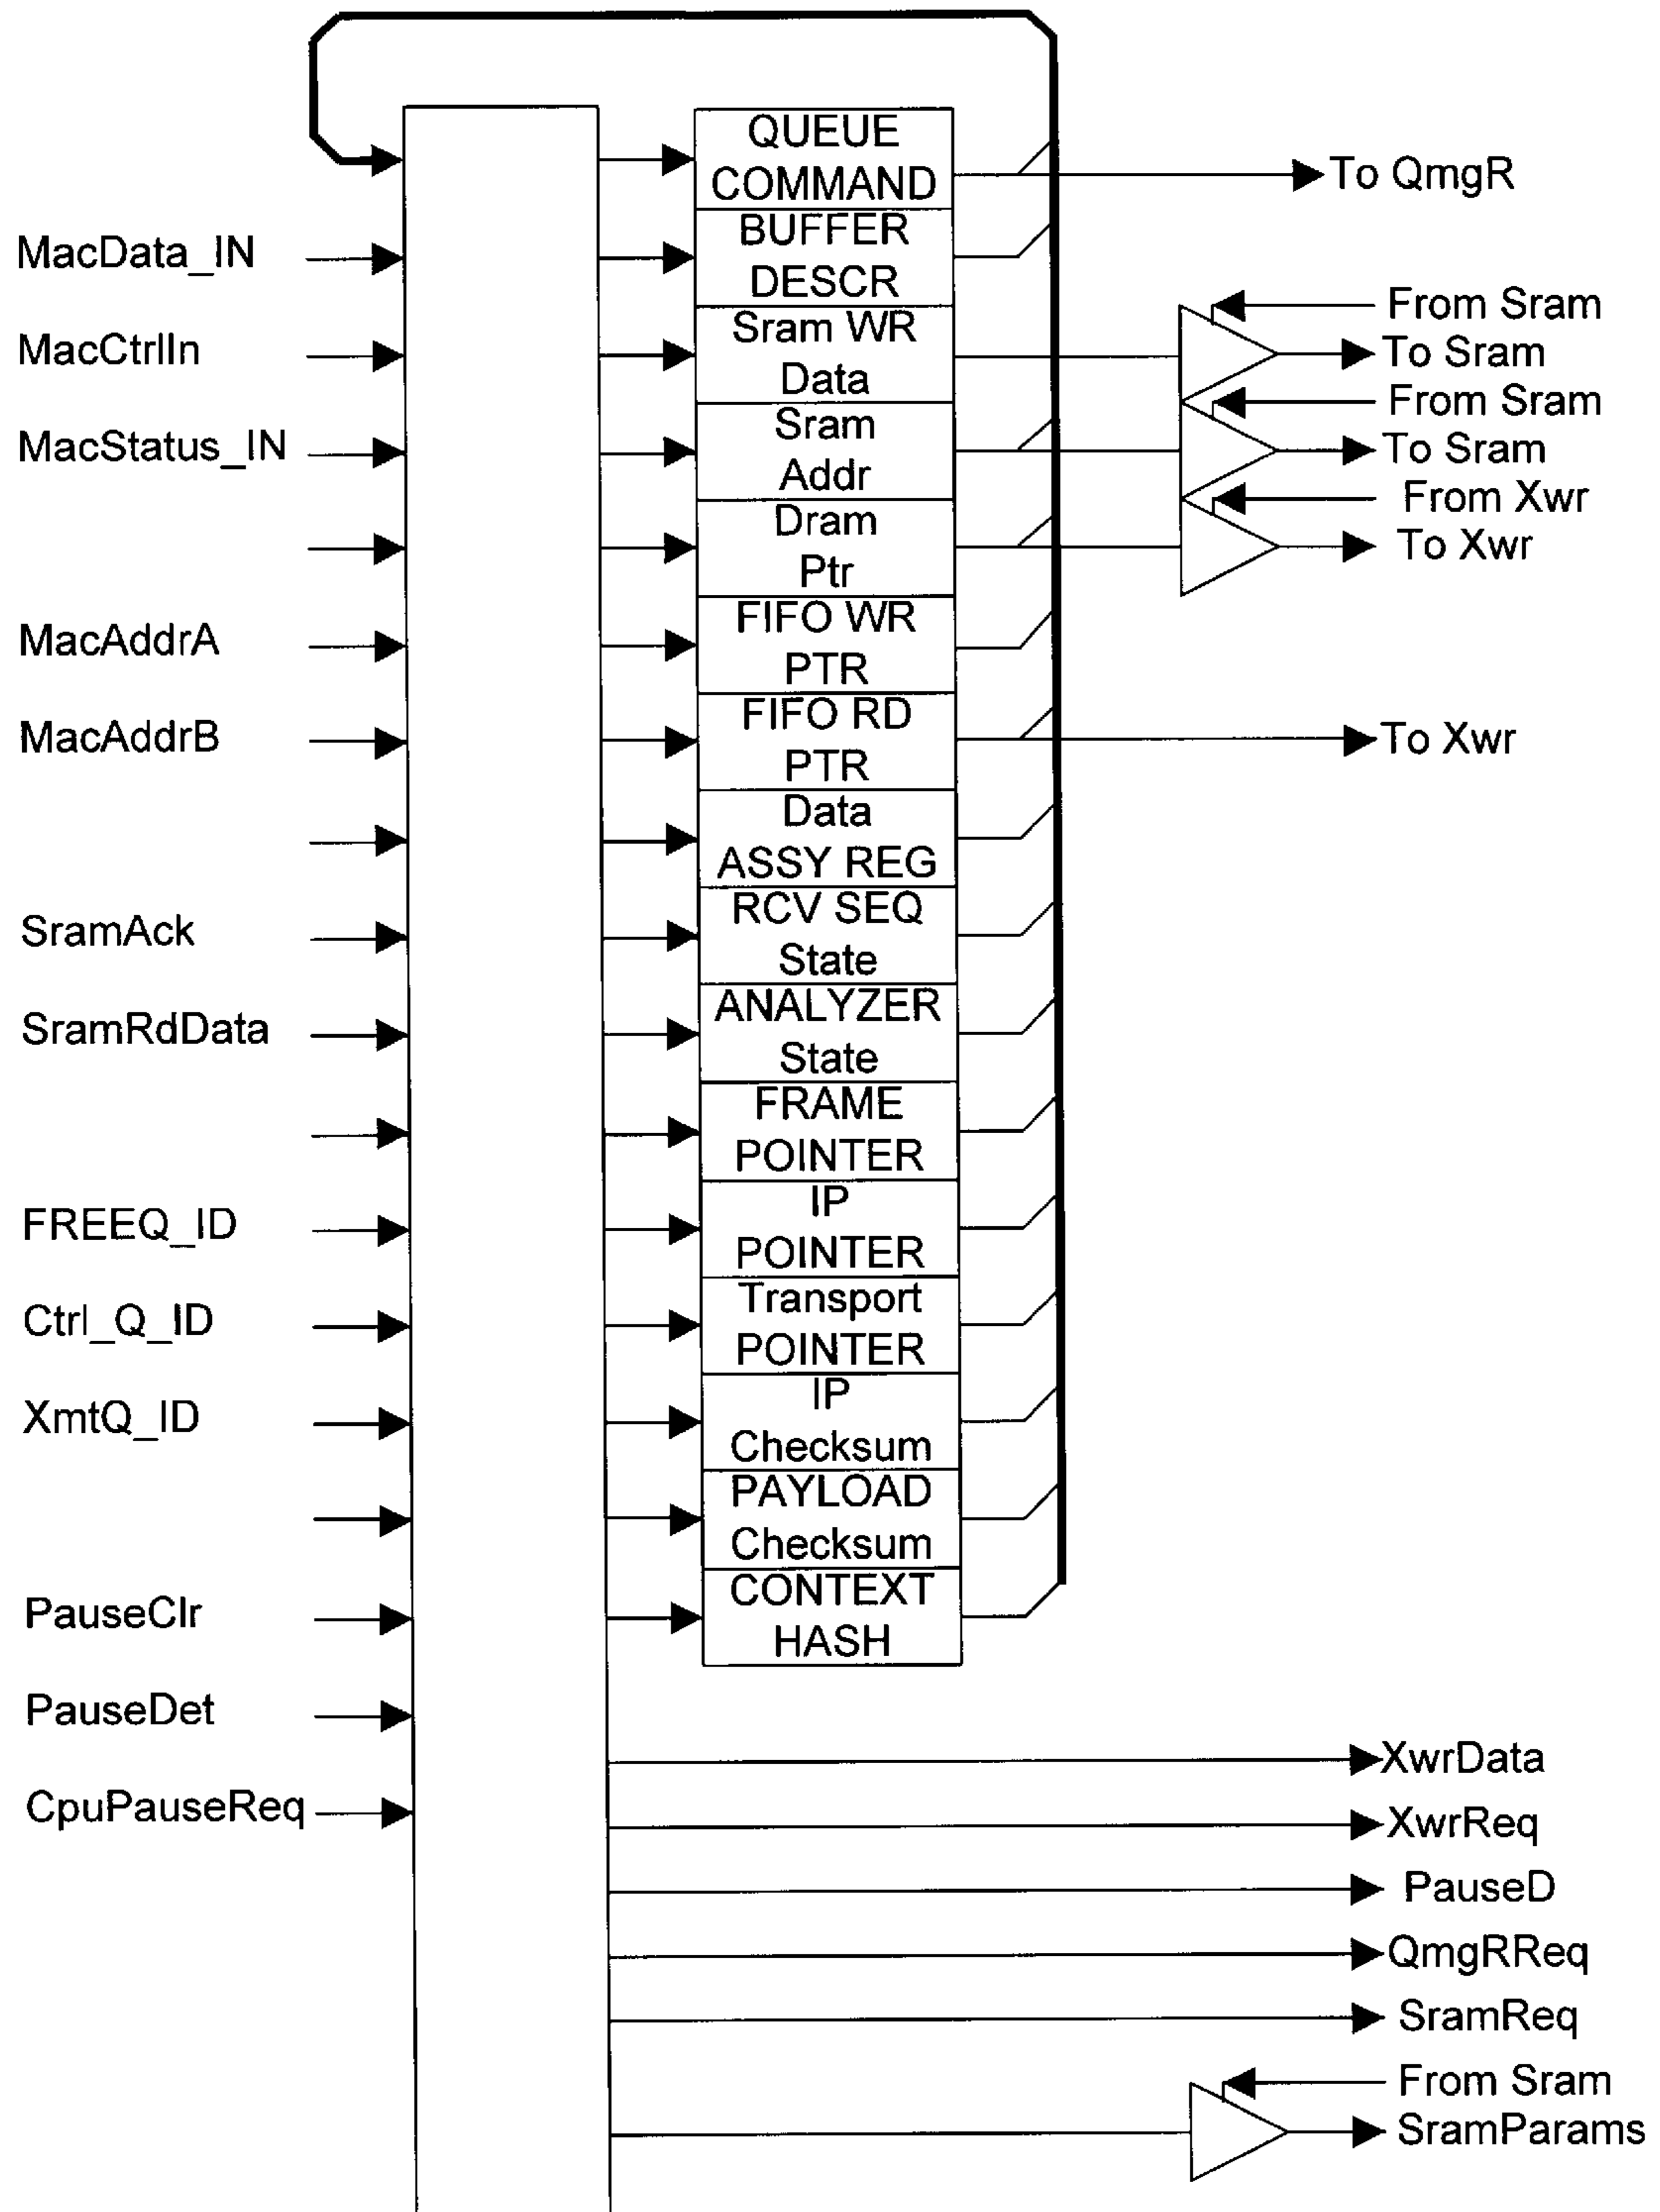 QUEUE
COMMAND
To QmgR
MacData_IN
BUFFER
DESCR
From Sram
MacCtrlIn
Sram WR
Data
To Sram
From Sram
MacStatus_IN
Sram
Addr
To Sram
From Xwr
Dram
Ptr
To Xwr
MacAddrA
FIFO WR
PTR
MacAddrB
FIFO RD
PTR
To Xwr
Data
ASSY REG
SramAck
RCV SEQ
State
SramRdData
ANALYZER
State
FRAME
POINTER
FREEQ_ID
IP
POINTER
Ctrl_Q_ID
Transport
POINTER
XmtQ_ID
IP
Checksum
PAYLOAD
Checksum
PauseClr
CONTEXT
HASH
PauseDet
XwrData
CpuPauseReq
XwrReq
PauseD
QmgRReq
SramReq
From Sram
SramParams